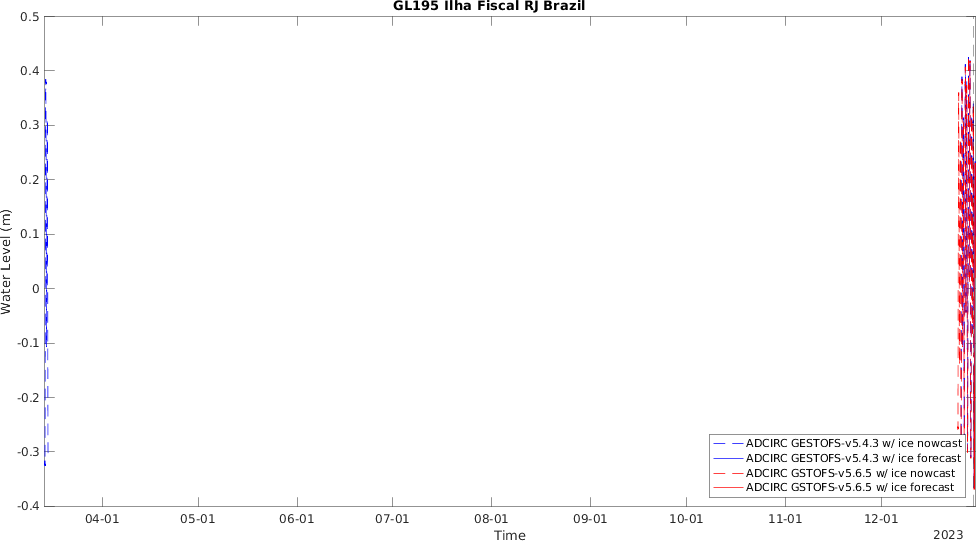 GL195 Ilha Fiscal RJ Brazil
0.5
0.4
0.3
0.2
0.1
0
-0.1
-0.2
-0.3
-0.4
Water Level (m)
ADCIRC GESTOFS-v5.4.3 w/ ice nowcast
ADCIRC GESTOFS-v5.4.3 w/ ice forecast
ADCIRC GSTOFS-v5.6.5 w/ ice nowcast
ADCIRC GSTOFS-v5.6.5 w/ ice forecast
04-01 05-01 06-01 07-01 08-01 09-01 10-01 11-01 12-01
Time
2023